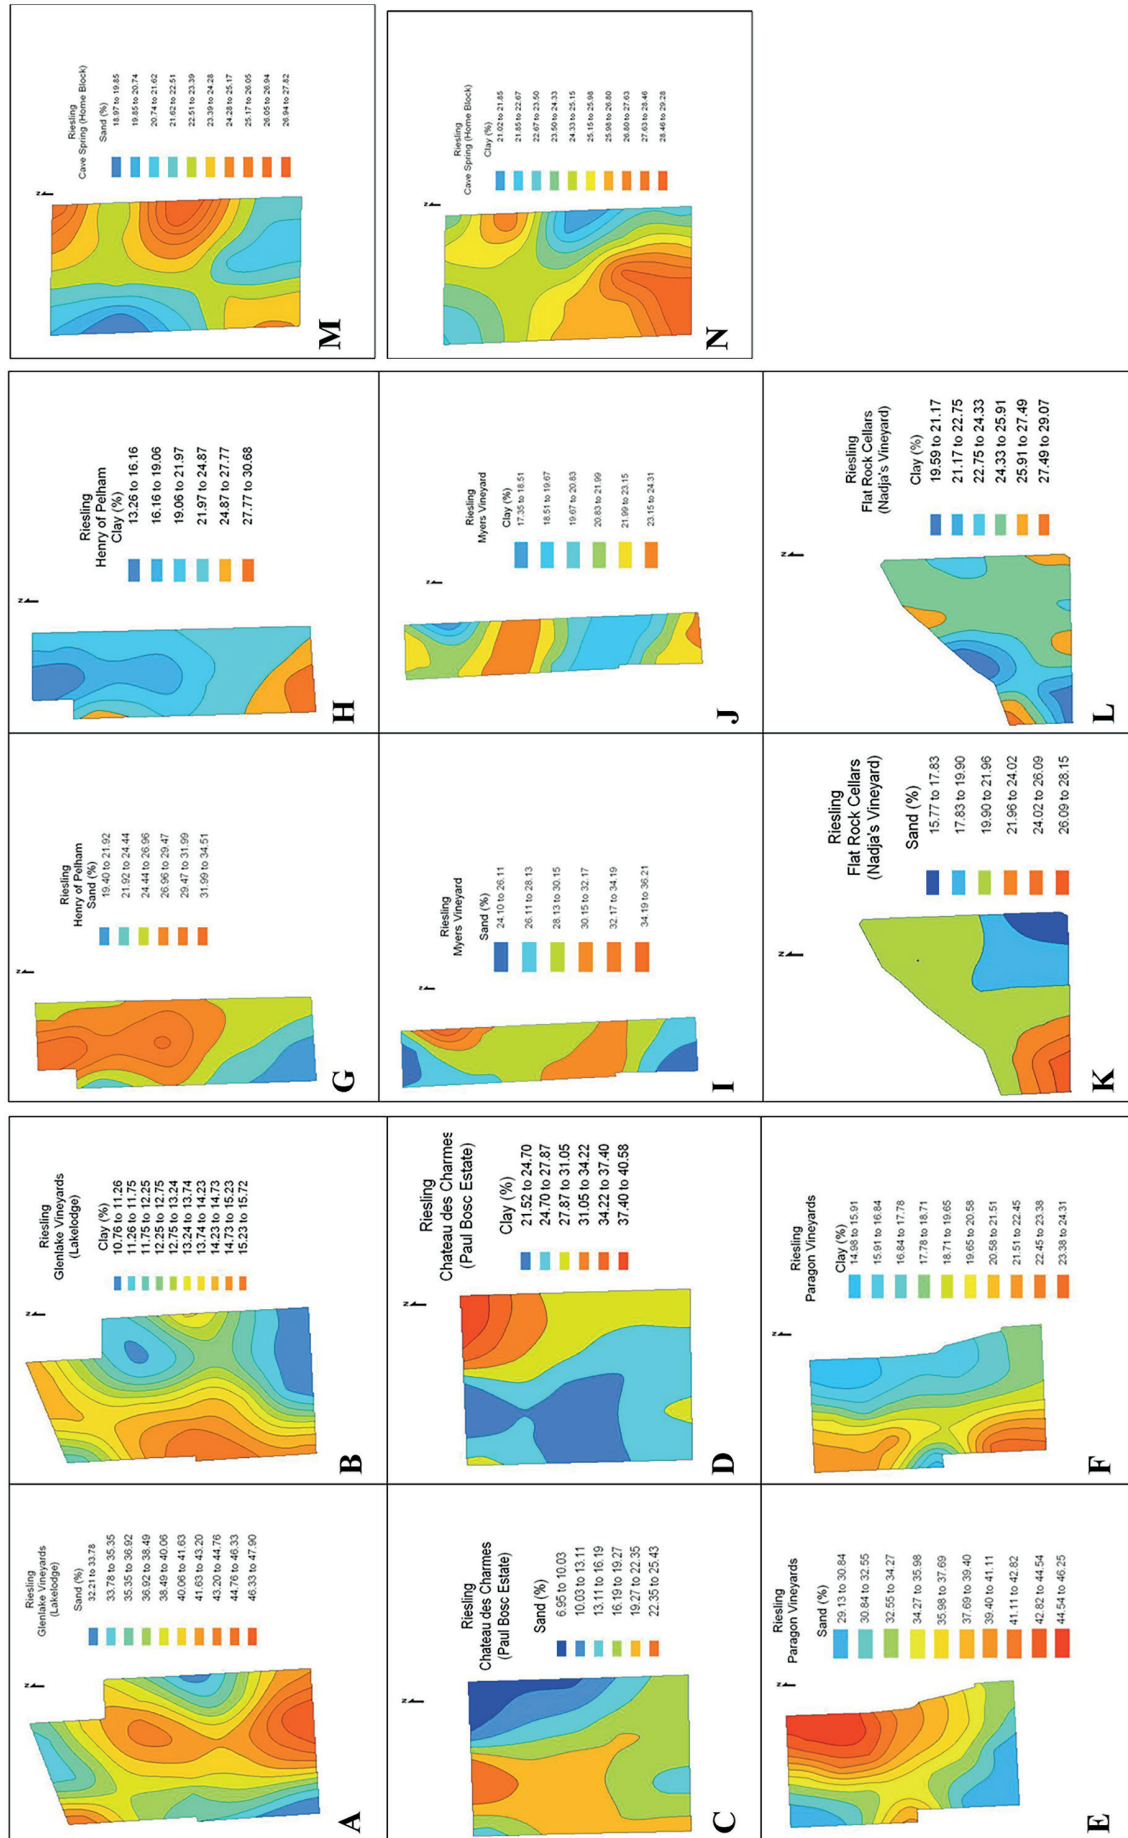 Riesling
Glenlake Vineyards
(Lakelodge)
N
Sand (%)
32.21 to 33.78
33.78 to 35.35
35.35 to 36.92
36.92 to 38.49
38.49 to 40.06
40.06 to 41.63
41.63 to 43.20
43.20 to 44.76
44.76 to 46.33
46.33 to 47.90
A
Riesling
Glenlake Vineyards
(Lakelodge)
N
Clay (%)
10.76 to 11.26
11.26 to 11.75
11.75 to 12.25
12.25 to 12.75
12.75 to 13.24
13.24 to 13.74
13.74 to 14.23
14.23 to 14.73
14.73 to 15.23
15.23 to 15.72
B
Riesling
Chateau des Charmes
(Paul Bosc Estate)
N
Sand (%)
6.95 to 10.03
10.03 to 13.11
13.11 to 16.19
16.19 to 19.27
19.27 to 22.35
22.35 to 25.43
C
Riesling
Chateau des Charmes
(Paul Bosc Estate)
N
Clay (%)
21.52 to 24.70
24.70 to 27.87
27.87 to 31.05
31.05 to 34.22
34.22 to 37.40
37.40 to 40.58
D
Riesling
Paragon Vineyards
N
Sand (%)
29.13 to 30.84
30.84 to 32.55
32.55 to 34.27
34.27 to 35.98
35.98 to 37.69
37.69 to 39.40
39.40 to 41.11
41.11 to 42.82
42.82 to 44.54
44.54 to 46.25
E
Riesling
Paragon Vineyards
N
Clay (%)
14.98 to 15.91
15.91 to 16.84
16.84 to 17.78
17.78 to 18.71
18.71 to 19.65
19.65 to 20.58
20.58 to 21.51
21.51 to 22.45
22.45 to 23.38
23.38 to 24.31
F
Riesling
Henry of Pelham
N
Sand (%)
19.40 to 21.92
21.92 to 24.44
24.44 to 26.96
26.96 to 29.47
29.47 to 31.99
31.99 to 34.51
G
Riesling
Henry of Pelham
N
Clay (%)
13.26 to 16.16
16.16 to 19.06
19.06 to 21.97
21.97 to 24.87
24.87 to 27.77
27.77 to 30.68
H
Riesling
Myers Vineyard
N
Sand (%)
24.10 to 26.11
26.11 to 28.13
28.13 to 30.15
30.15 to 32.17
32.17 to 34.19
34.19 to 36.21
I
Riesling
Myers Vineyard
N
Clay (%)
17.35 to 18.51
18.51 to 19.67
19.67 to 20.83
20.83 to 21.99
21.99 to 23.15
23.15 to 24.31
J
Riesling
Flat Rock Cellars
(Nadja's Vineyard)
N
Sand (%)
15.77 to 17.83
17.83 to 19.90
19.90 to 21.96
21.96 to 24.02
24.02 to 26.09
26.09 to 28.15
K
Riesling
Flat Rock Cellars
(Nadja's Vineyard)
N
Clay (%)
19.59 to 21.17
21.17 to 22.75
22.75 to 24.33
24.33 to 25.91
25.91 to 27.49
27.49 to 29.07
L
Riesling
Cave Spring (Home Block)
N
Sand (%)
18.97 to 19.85
19.85 to 20.74
20.74 to 21.62
21.62 to 22.51
22.51 to 23.39
23.39 to 24.28
24.28 to 25.17
25.17 to 26.05
26.05 to 26.94
26.94 to 27.82
M
Riesling
Cave Spring (Home Block)
N
Clay (%)
21.02 to 21.85
21.85 to 22.67
22.67 to 23.50
23.50 to 24.33
24.33 to 25.15
25.15 to 25.98
25.98 to 26.80
26.80 to 27.63
27.63 to 28.46
28.46 to 29.28
N